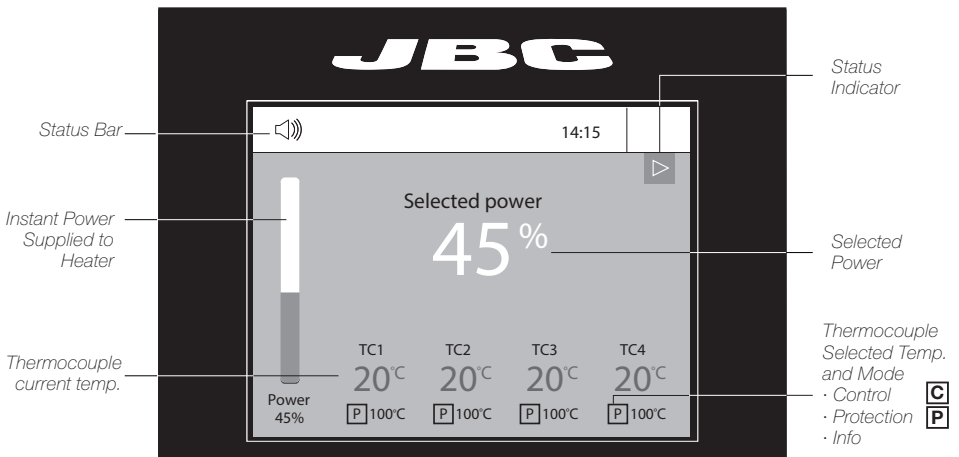 JBC
Status
Indicator
Status Bar
14:15
Instant Power
Supplied to
Heater
Selected power
45%
Selected
Power
Thermocouple
current temp.
TC1 TC2 TC3 TC4
20°C 20°C 20°C 20°C
P 100°C P 100°C P 100°C P 100°C
Power
45%
Thermocouple
Selected Temp.
and Mode
· Control C
· Protection P
· Info